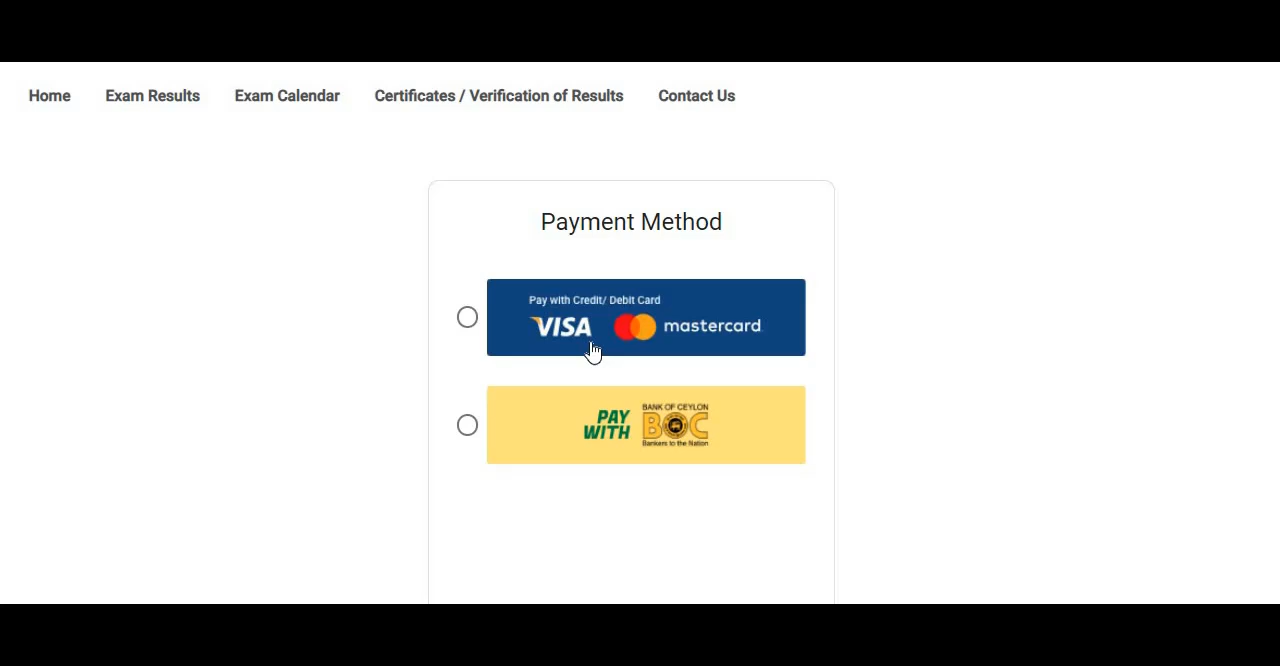 Home Exam Results Exam Calendar Certificates / Verification of Results Contact Us
Payment Method
Pay with Credit/ Debit Card
VISA mastercard
PAY WITH
BANK OF CEYLON
BOC
Bankers to the Nation